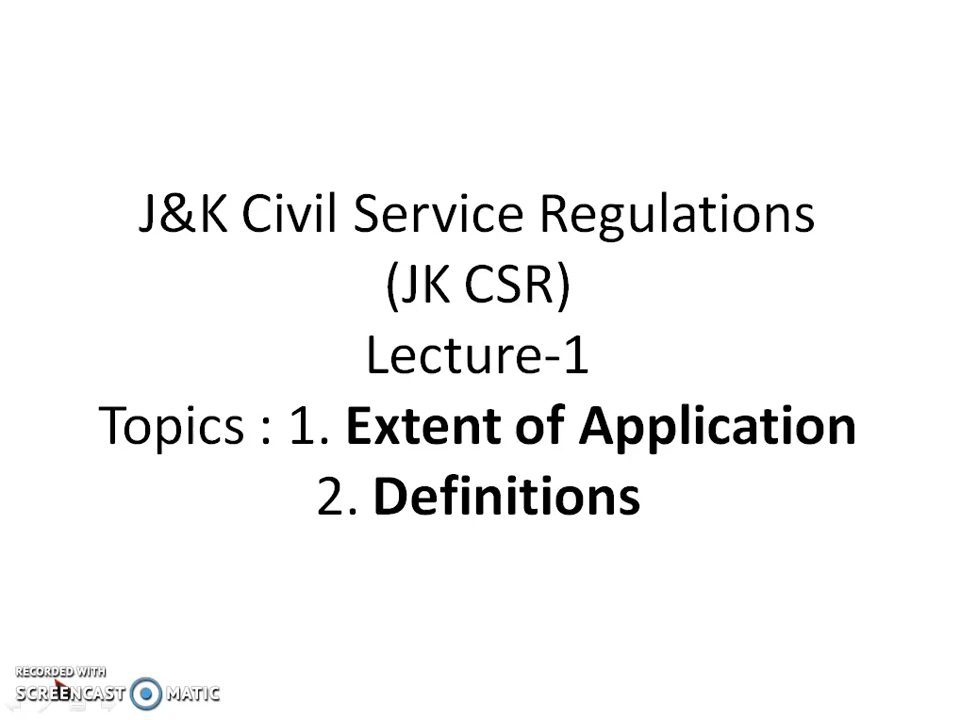 J&K Civil Service Regulations
(JK CSR)
Lecture-1
Topics : 1. Extent of Application
2. Definitions
RECORDED WITH
SCREENCAST MATIC